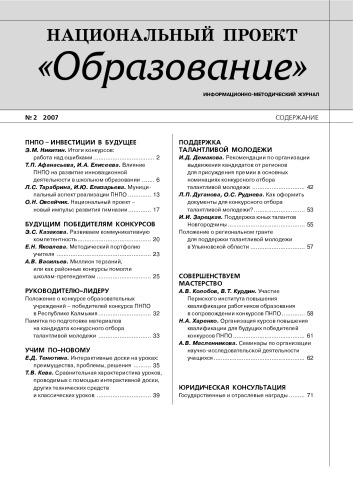 НАЦИОНАЛЬНЫЙ ПРОЕКТ
«Образование»
ИНФОРМАЦИОННО-МЕТОДИЧЕСКИЙ ЖУРНАЛ
№ 2 2007
СОДЕРЖАНИЕ
ПНПО – ИНВЕСТИЦИИ В БУДУЩЕЕ
Э.М. Никитин. Итоги конкурсов:
работа над ошибками ........ 2
Т.П. Афанасьева, И.А. Елисеева. Влияние
ПНПО на развитие инновационной
деятельности в школьном образовании ...... 6
Л.С. Тарабрина, И.Ю. Елизарьева. Муници-
пальный аспект реализации ПНПО ........ 13
О.Н. Овсейчик. Национальный проект –
новый импульс развития гимназии ........ 17
БУДУЩИМ ПОБЕДИТЕЛЯМ КОНКУРСОВ
Э.С. Казикова. Развиваем коммуникативную
компетентность ........ 20
Е.Н. Яковлева. Методический портфолио
учителя ........ 23
А.В. Васильев. Миллион терзаний,
или как районные курсы помогли
школам-претендентам ........ 25
РУКОВОДИТЕЛЮ–ЛИДЕРУ
Положение о конкурсе образовательных
учреждений – победителей конкурса ПНПО
в Республике Калмыкия ........ 32
Памятка по подготовке материалов
на кандидата конкурсного отбора
талантливой молодежи ........ 33
УЧИМ ПО–НОВОМУ
Е.Д. Тимотина. Интерактивные доски на уроках:
преимущества, проблемы, решения ...... 35
Т.В. Кова. Сравнительная характеристика уроков,
проводимых с помощью интерактивной доски,
других технических средств
и классических уроков ........ 39
ПОДДЕРЖКА
ТАЛАНТЛИВОЙ МОЛОДЕЖИ
И.Д. Демакова. Рекомендации по организации
выдвижения кандидатов от регионов
для присуждения премии в основных
номинациях конкурсного отбора
талантливой молодежи ........ 42
Л.П. Дуганова, О.С. Руднева. Как оформить
документы для конкурсного отбора
талантливой молодежи? ........ 53
И.И. Зарецкая. Поддержка юных талантов
Новгородчины ........ 55
Положение о региональном гранте
для поддержки талантливой молодежи
в Ульяновской области ........ 57
СОВЕРШЕНСТВУЕМ
МАСТЕРСТВО
А.В. Колобов, В.Т. Курдин. Участие
Пермского института повышения
квалификации работников образования
в сопровождении конкурсов ПНПО ...... 58
Н.А. Харенко. Организация курсов повышения
квалификации для будущих победителей
конкурсов ПНПО ........ 61
А.В. Масленникова. Семинары по организации
научно-исследовательской деятельности
учащихся ........ 62
ЮРИДИЧЕСКАЯ КОНСУЛЬТАЦИЯ
Государственные и отраслевые награды ........ 71